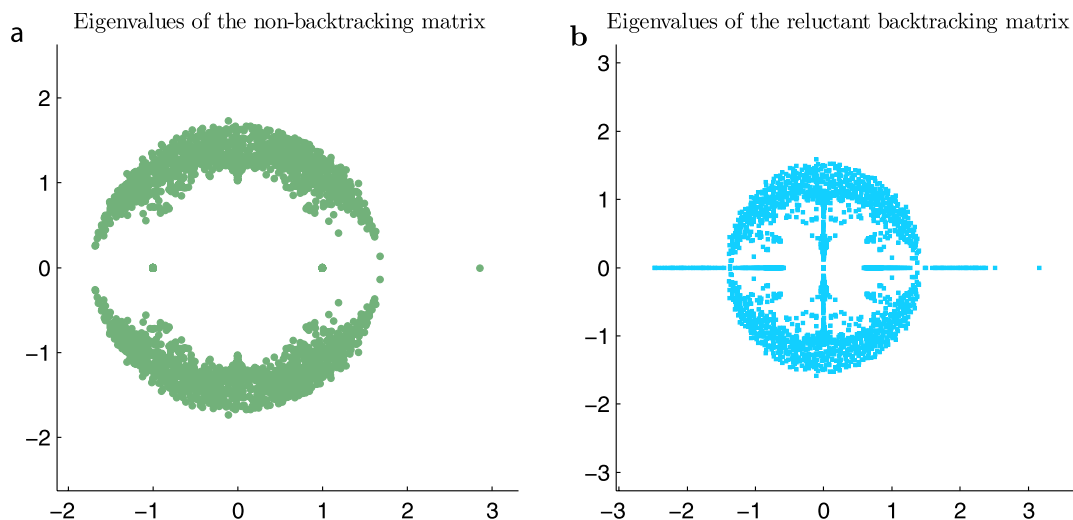 a
Eigenvalues of the non-backtracking matrix
2
1
0
−1
−2
−2 −1 0 1 2 3
b
Eigenvalues of the reluctant backtracking matrix
3
2
1
0
−1
−2
−3
−3 −2 −1 0 1 2 3